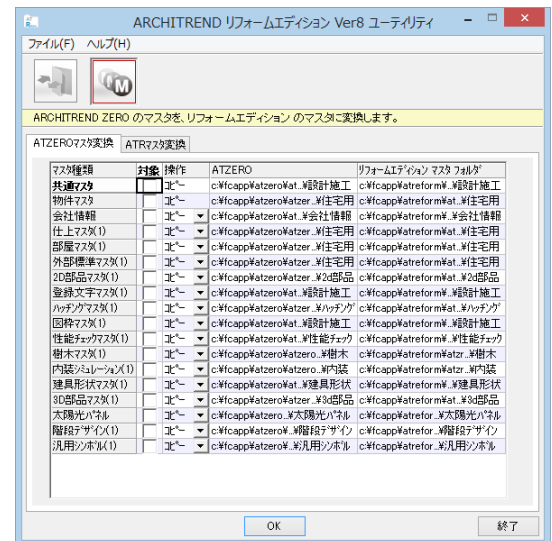 ARCHITREND リフォームエディション Ver8 ユーティリティ
ファイル(F) ヘルプ(H)
ARCHITREND ZERO のマスタを、リフォームエディション のマスタに変換します。
ATZEROマスタ変換 ATRマスタ変換
マスタ種類 対象 操作 ATZERO リフォームエディション マスタ フォルダ
共通マスタ コピー c:¥fcapp¥atzero¥at..¥設計施工 c:¥fcapp¥atreform¥..¥設計施工
物件マスタ コピー c:¥fcapp¥atzero¥atzer..¥住宅用 c:¥fcapp¥atreform¥at..¥住宅用
会社情報 コピー c:¥fcapp¥atzero¥at..¥会社情報 c:¥fcapp¥atreform¥..¥会社情報
仕上マスタ(1) コピー c:¥fcapp¥atzero¥atzer..¥住宅用 c:¥fcapp¥atreform¥at..¥住宅用
部屋マスタ(1) コピー c:¥fcapp¥atzero¥atzer..¥住宅用 c:¥fcapp¥atreform¥at..¥住宅用
外部標準マスタ(1) コピー c:¥fcapp¥atzero¥atzer..¥住宅用 c:¥fcapp¥atreform¥at..¥住宅用
2D部品マスタ(1) コピー c:¥fcapp¥atzero¥atzer..¥2d部品 c:¥fcapp¥atreform¥at..¥2d部品
登録文字マスタ(1) コピー c:¥fcapp¥atzero¥at..¥設計施工 c:¥fcapp¥atreform¥..¥設計施工
ハッチングマスタ(1) コピー c:¥fcapp¥atzero¥atzer..¥ハッチング c:¥fcapp¥atreform¥at..¥ハッチング
図枠マスタ(1) コピー c:¥fcapp¥atzero¥at..¥設計施工 c:¥fcapp¥atreform¥..¥設計施工
性能チェックマスタ(1) コピー c:¥fcapp¥atzero¥at..¥性能チェック c:¥fcapp¥atreform¥..¥性能チェック
樹木マスタ(1) コピー c:¥fcapp¥atzero¥atzero..¥樹木 c:¥fcapp¥atreform¥atzr..¥樹木
内装シミュレーション(1) コピー c:¥fcapp¥atzero¥atzero..¥内装 c:¥fcapp¥atreform¥atzr..¥内装
建具形状マスタ(1) コピー c:¥fcapp¥atzero¥at..¥建具形状 c:¥fcapp¥atreform¥..¥建具形状
3D部品マスタ(1) コピー c:¥fcapp¥atzero¥atzer..¥3d部品 c:¥fcapp¥atreform¥at..¥3d部品
太陽光パネル コピー c:¥fcapp¥atzero..¥太陽光パネル c:¥fcapp¥atrefor..¥太陽光パネル
階段デザイン(1) コピー c:¥fcapp¥atzero¥..¥階段デザイン c:¥fcapp¥atrefor..¥階段デザイン
汎用シンボル(1) コピー c:¥fcapp¥atzero¥..¥汎用シンボル c:¥fcapp¥atrefor..¥汎用シンボル
OK 終了